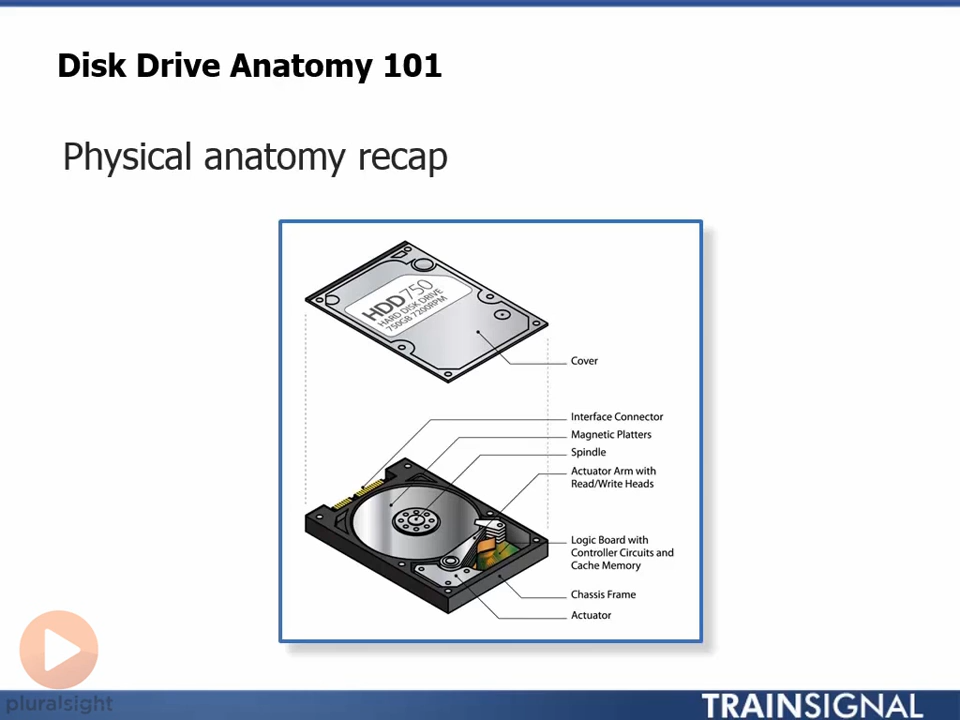 Disk Drive Anatomy 101
Physical anatomy recap
HDD750
HARD DISK DRIVE
750GB 7200RPM
Cover
Interface Connector
Magnetic Platters
Spindle
Actuator Arm with
Read/Write Heads
Logic Board with
Controller Circuits and
Cache Memory
Chassis Frame
Actuator
pluralsight
TRAINSIGNAL